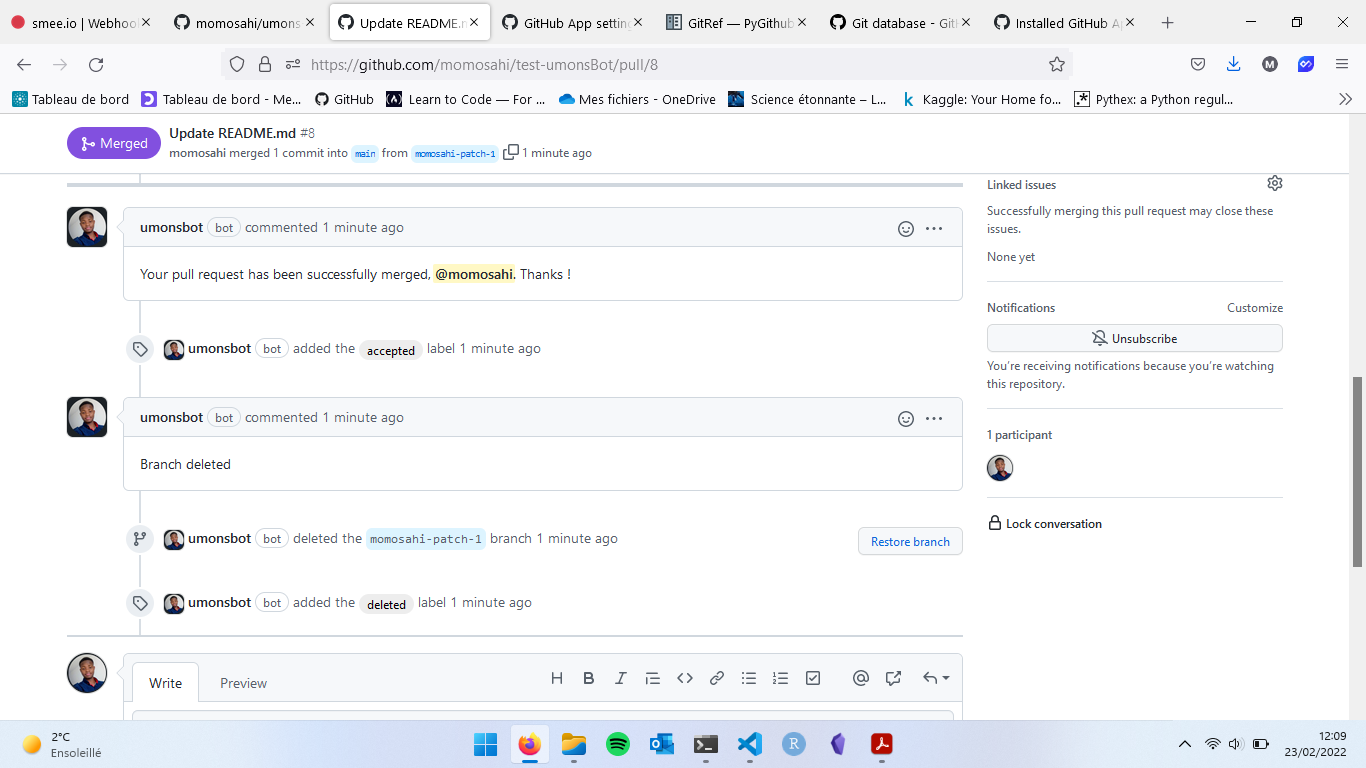 smee.io | Webhoo
momosahi/umons
Update README.m
GitHub App setting
GitRef — PyGithub
Git database - GitH
Installed GitHub Ap
https://github.com/momosahi/test-umonsBot/pull/8
M
Tableau de bord
Tableau de bord - Me...
GitHub
Learn to Code — For ...
Mes fichiers - OneDrive
Science étonnante – L...
Kaggle: Your Home fo...
Pythex: a Python regul...
Merged
Update README.md #8
momosahi merged 1 commit into main from momosahi-patch-1 1 minute ago
umonsbot bot commented 1 minute ago
Your pull request has been successfully merged, @momosahi. Thanks !
umonsbot bot added the accepted label 1 minute ago
umonsbot bot commented 1 minute ago
Branch deleted
umonsbot bot deleted the momosahi-patch-1 branch 1 minute ago
Restore branch
umonsbot bot added the deleted label 1 minute ago
Write
Preview
Linked issues
Successfully merging this pull request may close these
issues.
None yet
Notifications
Customize
Unsubscribe
You're receiving notifications because you're watching
this repository.
1 participant
Lock conversation
2°C
Ensoleillé
12:09
23/02/2022